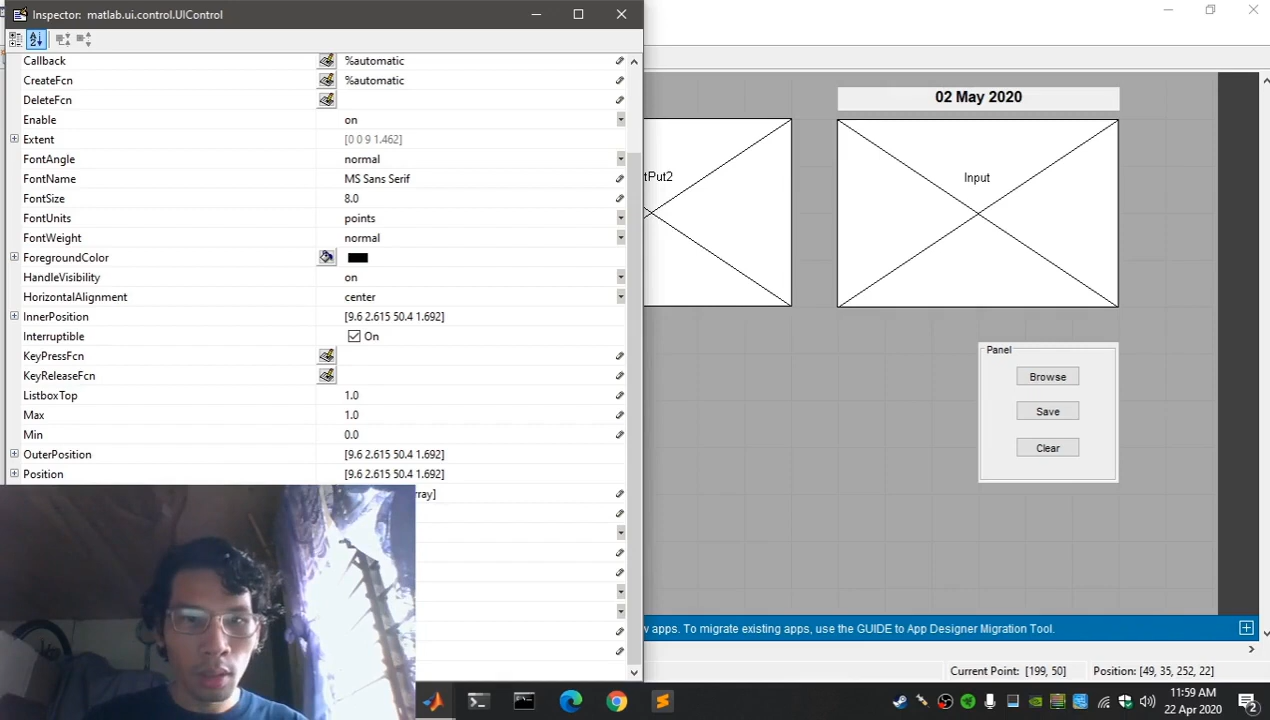 Inspector: matlab.ui.control.UIControl
Callback %automatic
CreateFcn %automatic
DeleteFcn
Enable on
Extent [0 0 9 1.462]
FontAngle normal
FontName MS Sans Serif
FontSize 8.0
FontUnits points
FontWeight normal
ForegroundColor
HandleVisibility on
HorizontalAlignment center
InnerPosition [9.6 2.615 50.4 1.692]
Interruptible On
KeyPressFcn
KeyReleaseFcn
ListboxTop 1.0
Max 1.0
Min 0.0
OuterPosition [9.6 2.615 50.4 1.692]
Position [9.6 2.615 50.4 1.692]
rray]
02 May 2020
tPut2
Input
Panel
Browse
Save
Clear
w apps. To migrate existing apps, use the GUIDE to App Designer Migration Tool.
Current Point: [199, 50] Position: [49, 35, 252, 22]
11:59 AM
22 Apr 2020
2